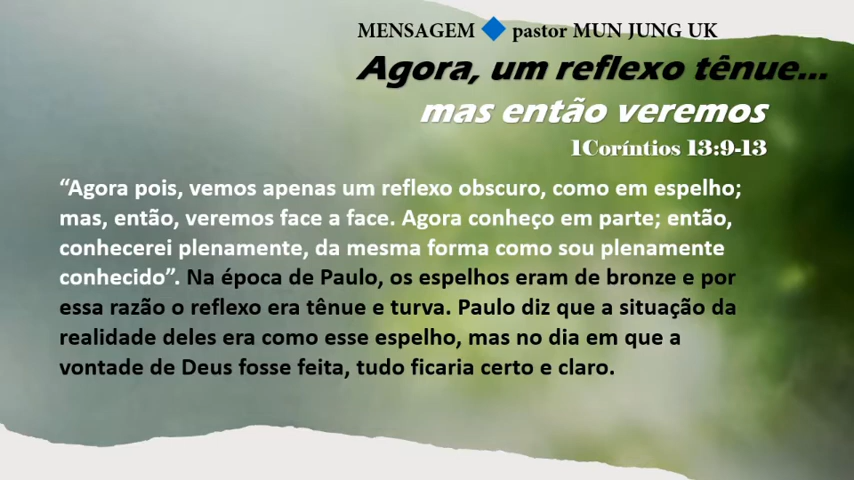 MENSAGEM 🔷 pastor MUN JUNG UK
Agora, um reflexo tênue...
mas então veremos
1Coríntios 13:9-13
“Agora pois, vemos apenas um reflexo obscuro, como em espelho;
mas, então, veremos face a face. Agora conheço em parte; então,
conhecerei plenamente, da mesma forma como sou plenamente
conhecido”. Na época de Paulo, os espelhos eram de bronze e por
essa razão o reflexo era tênue e turva. Paulo diz que a situação da
realidade deles era como esse espelho, mas no dia em que a
vontade de Deus fosse feita, tudo ficaria certo e claro.